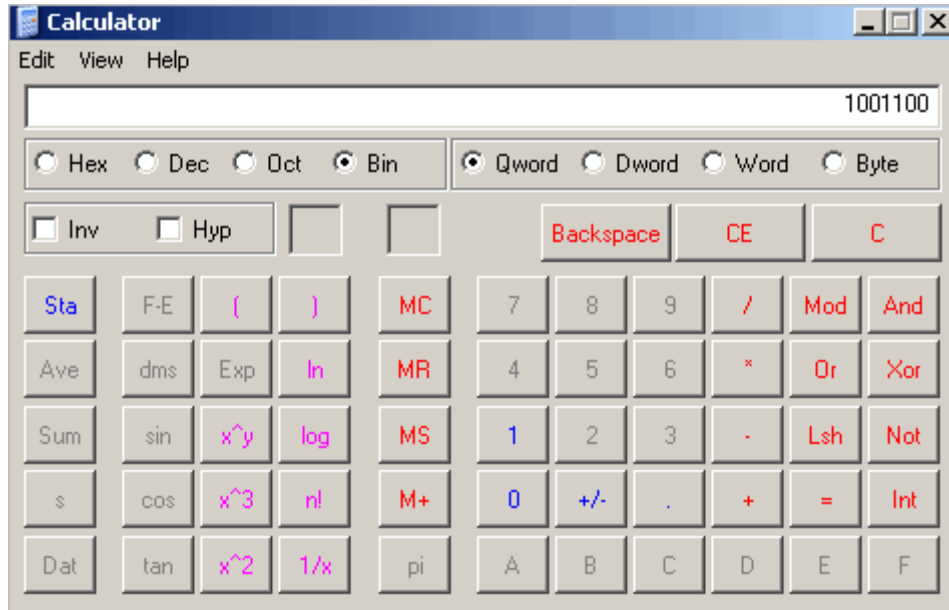 Calculator
Edit View Help
1001100
Hex Dec Oct Bin Qword Dword Word Byte
Inv Hyp Backspace CE C
Sta F-E ( ) MC 7 8 9 / Mod And
Ave dms Exp ln MR 4 5 6 * Or Xor
Sum sin x^y log MS 1 2 3 - Lsh Not
s cos x^3 n! M+ 0 +/- . + = Int
Dat tan x^2 1/x pi A B C D E F